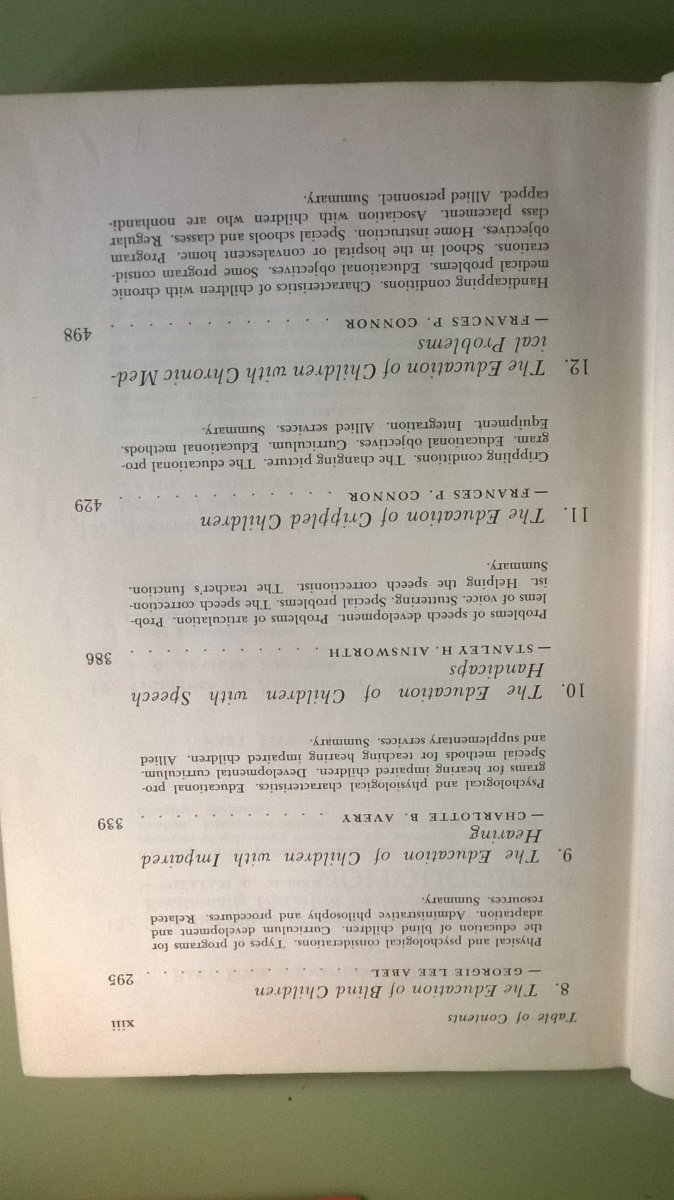 Table of Contents xiii
8. The Education of Blind Children
— GEORGIE LEE ABEL . . . . . . . . . . . . 295
Physical and psychological considerations. Types of programs for
the education of blind children. Curriculum development and
adaptation. Administrative philosophy and procedures. Related
resources. Summary.
9. The Education of Children with Impaired
Hearing
— CHARLOTTE B. AVERY . . . . . . . . . . . 339
Psychological and physiological characteristics. Educational pro-
grams for hearing impaired children. Developmental curriculum.
Special methods for teaching hearing impaired children. Allied
and supplementary services. Summary.
10. The Education of Children with Speech
Handicaps
— STANLEY H. AINSWORTH . . . . . . . . . . . 386
Problems of speech development. Problems of articulation. Prob-
lems of voice. Stuttering. Special problems. The speech correction-
ist. Helping the speech correctionist. The teacher's function.
Summary.
11. The Education of Crippled Children
— FRANCES P. CONNOR . . . . . . . . . . . . 429
Crippling conditions. The changing picture. The educational pro-
gram. Educational objectives. Curriculum. Educational methods.
Equipment. Integration. Allied services. Summary.
12. The Education of Children with Chronic Med-
ical Problems
— FRANCES P. CONNOR . . . . . . . . . . . . 498
Handicapping conditions. Characteristics of children with chronic
medical problems. Educational objectives. Some program consid-
erations. School in the hospital or convalescent home. Program
objectives. Home instruction. Special schools and classes. Regular
class placement. Asociation with children who are nonhandi-
capped. Allied personnel. Summary.